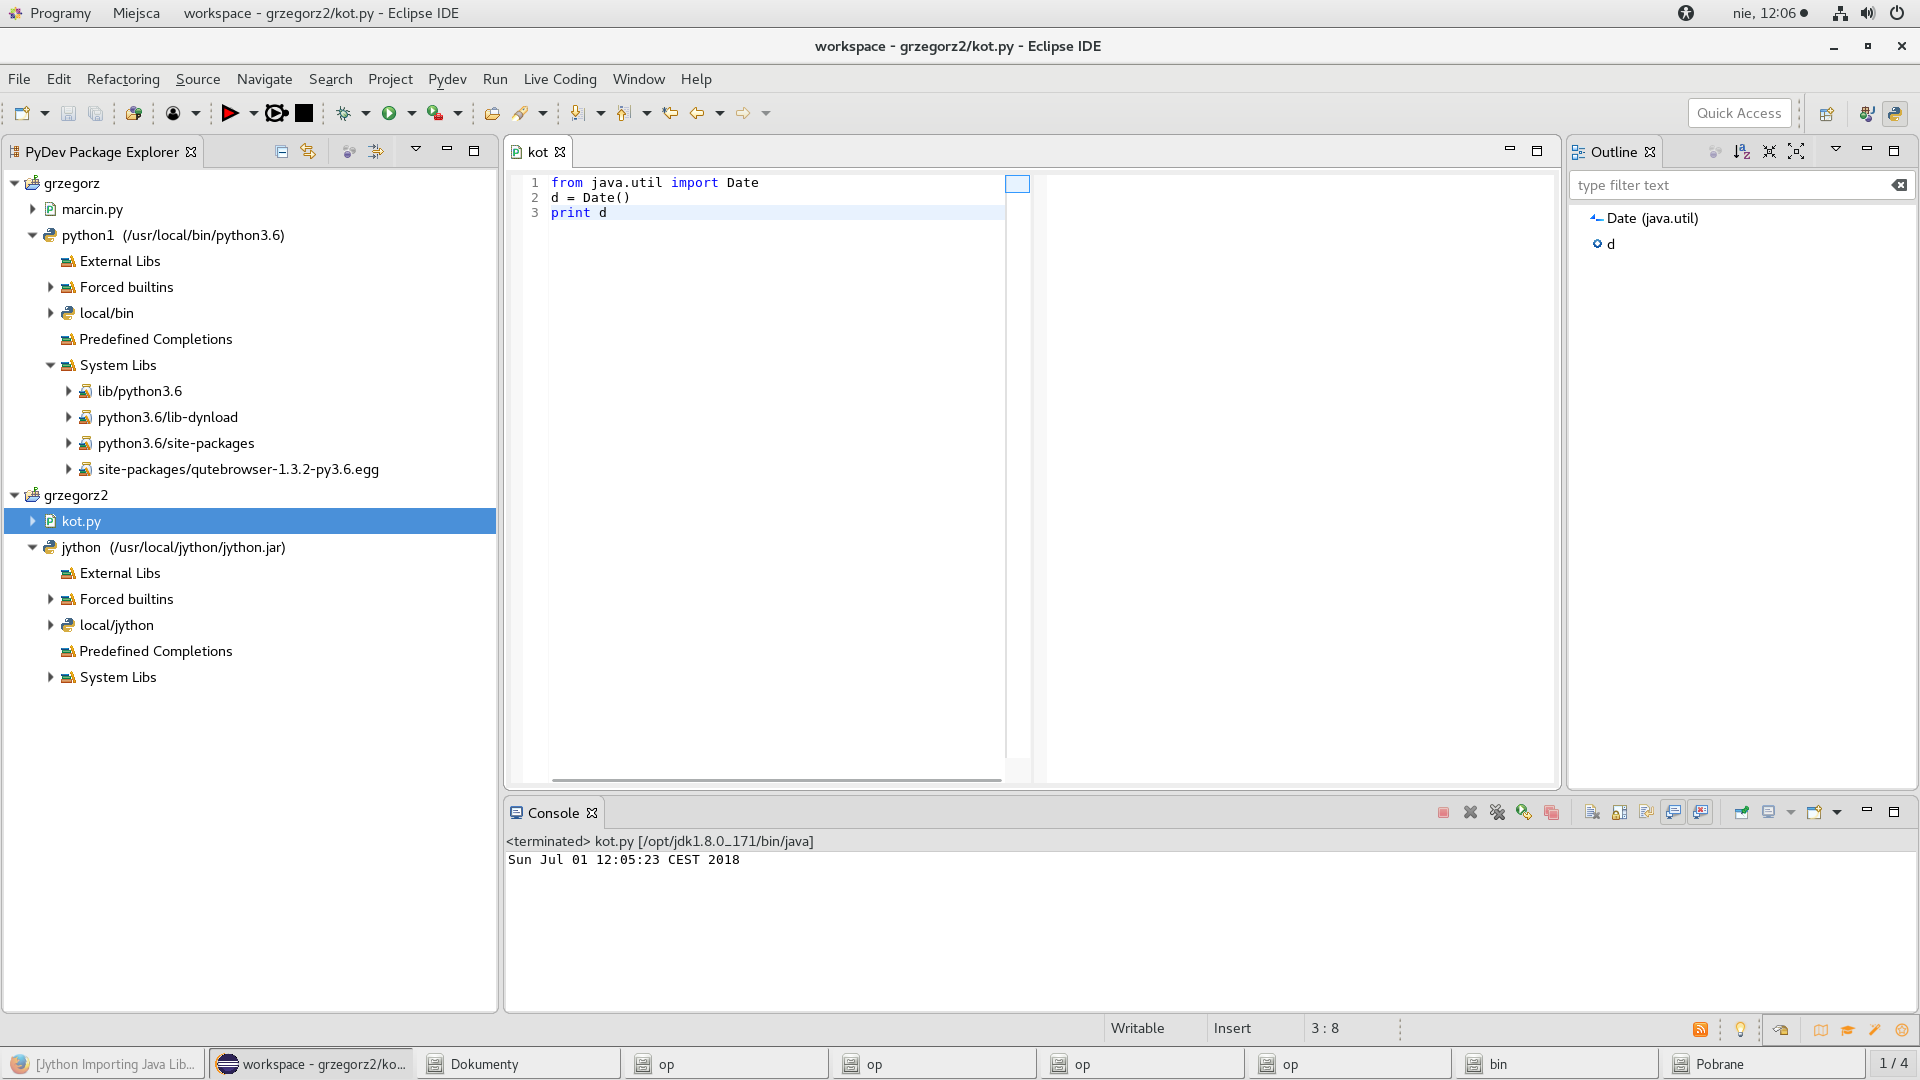 Programy Miejsca workspace - grzegorz2/kot.py - Eclipse IDE nie, 12:06
workspace - grzegorz2/kot.py - Eclipse IDE
File Edit Refactoring Source Navigate Search Project Pydev Run Live Coding Window Help
Quick Access
PyDev Package Explorer
grzegorz
marcin.py
python1 (/usr/local/bin/python3.6)
External Libs
Forced builtins
local/bin
Predefined Completions
System Libs
lib/python3.6
python3.6/lib-dynload
python3.6/site-packages
site-packages/qutebrowser-1.3.2-py3.6.egg
grzegorz2
kot.py
jython (/usr/local/jython/jython.jar)
External Libs
Forced builtins
local/jython
Predefined Completions
System Libs
kot
1 from java.util import Date
2 d = Date()
3 print d
Outline
type filter text
Date (java.util)
d
Console
<terminated> kot.py [/opt/jdk1.8.0_171/bin/java]
Sun Jul 01 12:05:23 CEST 2018
Writable Insert 3 : 8
[Jython Importing Java Lib... workspace - grzegorz2/ko... Dokumenty op op op op bin Pobrane 1 / 4